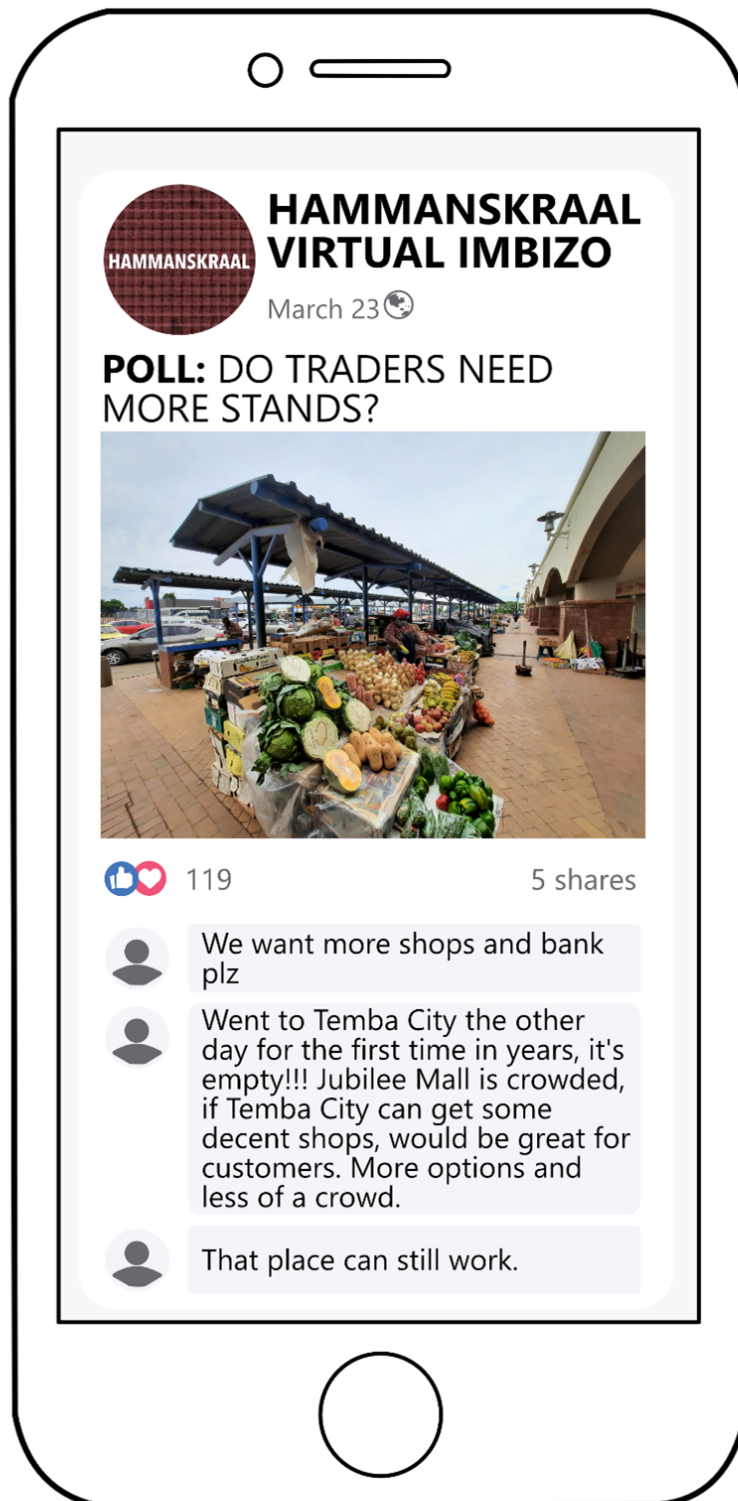 HAMMANSKRAAL
HAMMANSKRAAL
VIRTUAL IMBIZO
March 23
POLL: DO TRADERS NEED
MORE STANDS?
119
5 shares
We want more shops and bank
plz
Went to Temba City the other
day for the first time in years, it's
empty!!! Jubilee Mall is crowded,
if Temba City can get some
decent shops, would be great for
customers. More options and
less of a crowd.
That place can still work.